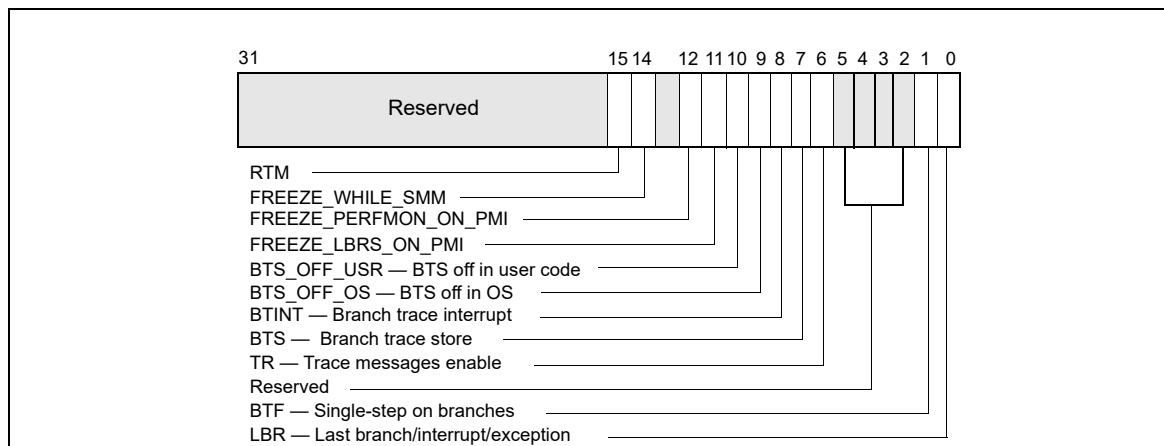 31 15 14 12 11 10 9 8 7 6 5 4 3 2 1 0
Reserved
RTM
FREEZE_WHILE_SMM
FREEZE_PERFMON_ON_PMI
FREEZE_LBRS_ON_PMI
BTS_OFF_USR — BTS off in user code
BTS_OFF_OS — BTS off in OS
BTINT — Branch trace interrupt
BTS — Branch trace store
TR — Trace messages enable
Reserved
BTF — Single-step on branches
LBR — Last branch/interrupt/exception